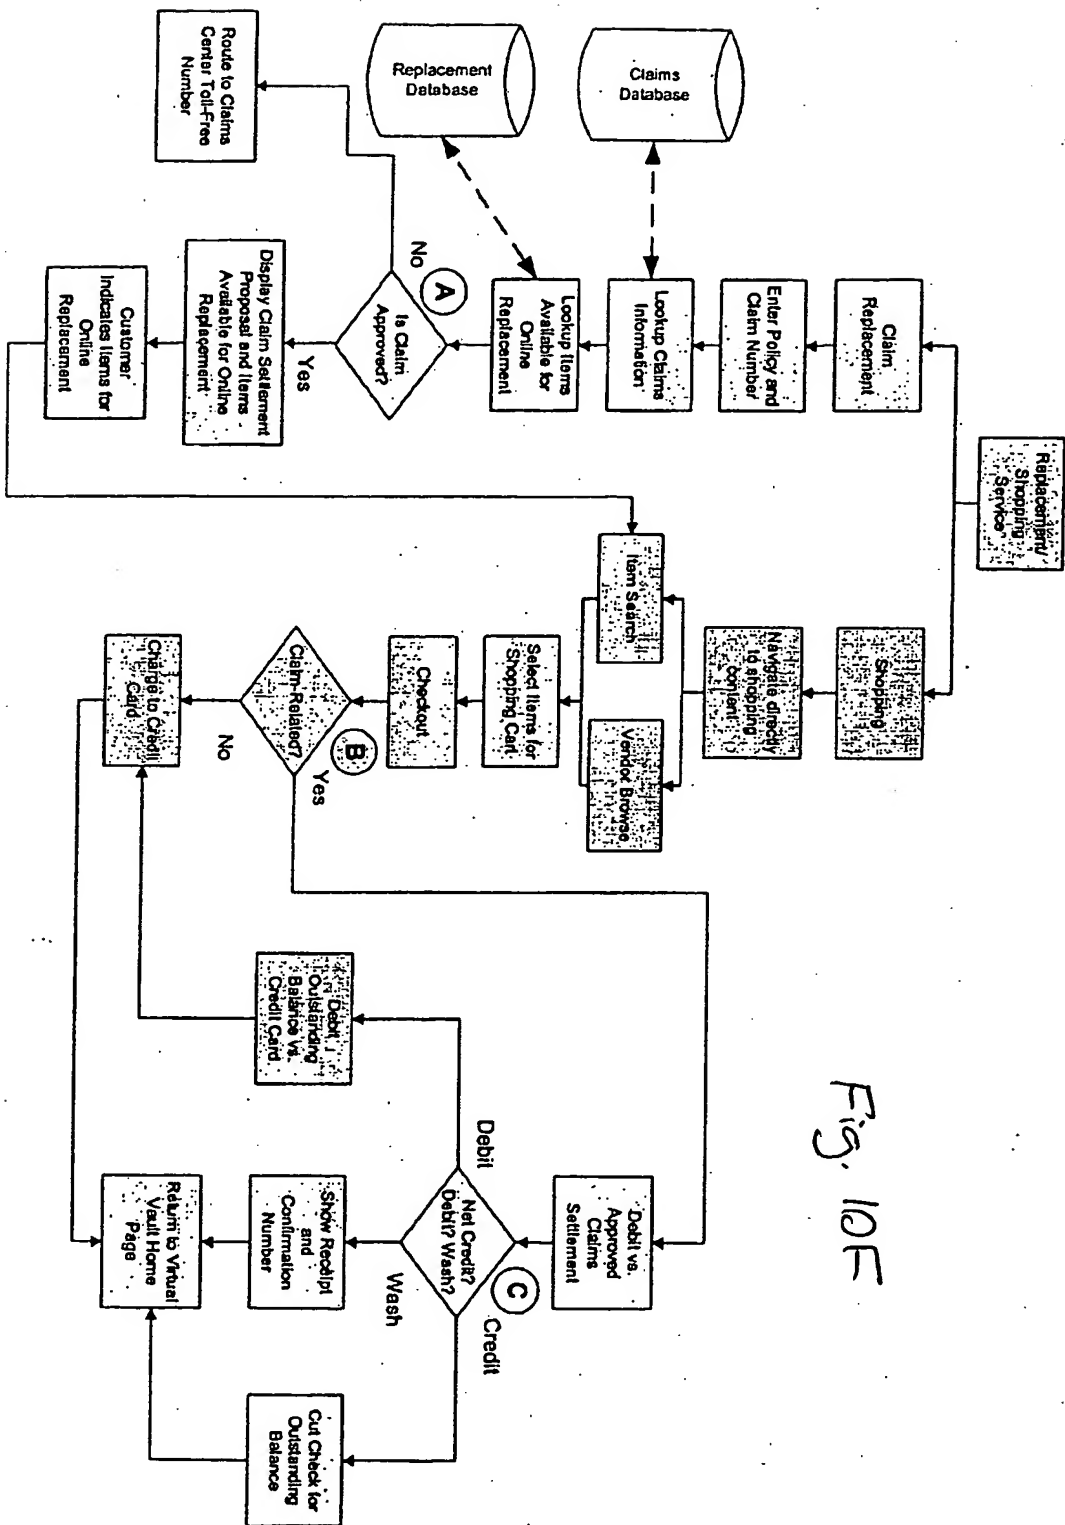 Fig. 10F
Replacement/
Shopping
Service
Claim
Replacement
Enter Policy and
Claim Number
Lookup Claims
Information
Claims
Database
Lookup Items
Available for
Online
Replacement
Replacement
Database
A
Is Claim
Approved?
No
Yes
Route to Claims
Center Toll-Free
Number
Display Claim Settlement
Proposal and Items
Available for Online
Replacement
Customer
Indicates Items for
Online
Replacement
Shopping
Navigate directly
to shopping
content
Item Search
Vendor Browse
Select Items for
Shopping Cart
Checkout
B
Claim-Related?
Yes
No
Charge to Credit
Card
Debit vs.
Approved
Claims
Settlement
C
Net Credit?
Debit? Wash?
Debit
Wash
Credit
Debit
Outstanding
Balance vs.
Credit Card
Show Receipt
and
Confirmation
Number
Cut Check for
Outstanding
Balance
Return to Virtual
Vault Home
Page